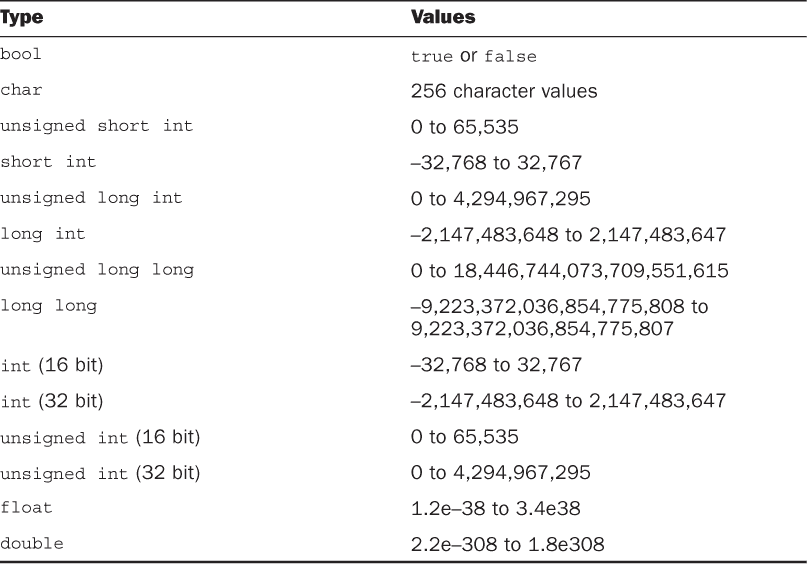 Type Values
bool true or false
char 256 character values
unsigned short int 0 to 65,535
short int –32,768 to 32,767
unsigned long int 0 to 4,294,967,295
long int –2,147,483,648 to 2,147,483,647
unsigned long long 0 to 18,446,744,073,709,551,615
long long –9,223,372,036,854,775,808 to
9,223,372,036,854,775,807
int (16 bit) –32,768 to 32,767
int (32 bit) –2,147,483,648 to 2,147,483,647
unsigned int (16 bit) 0 to 65,535
unsigned int (32 bit) 0 to 4,294,967,295
float 1.2e–38 to 3.4e38
double 2.2e–308 to 1.8e308